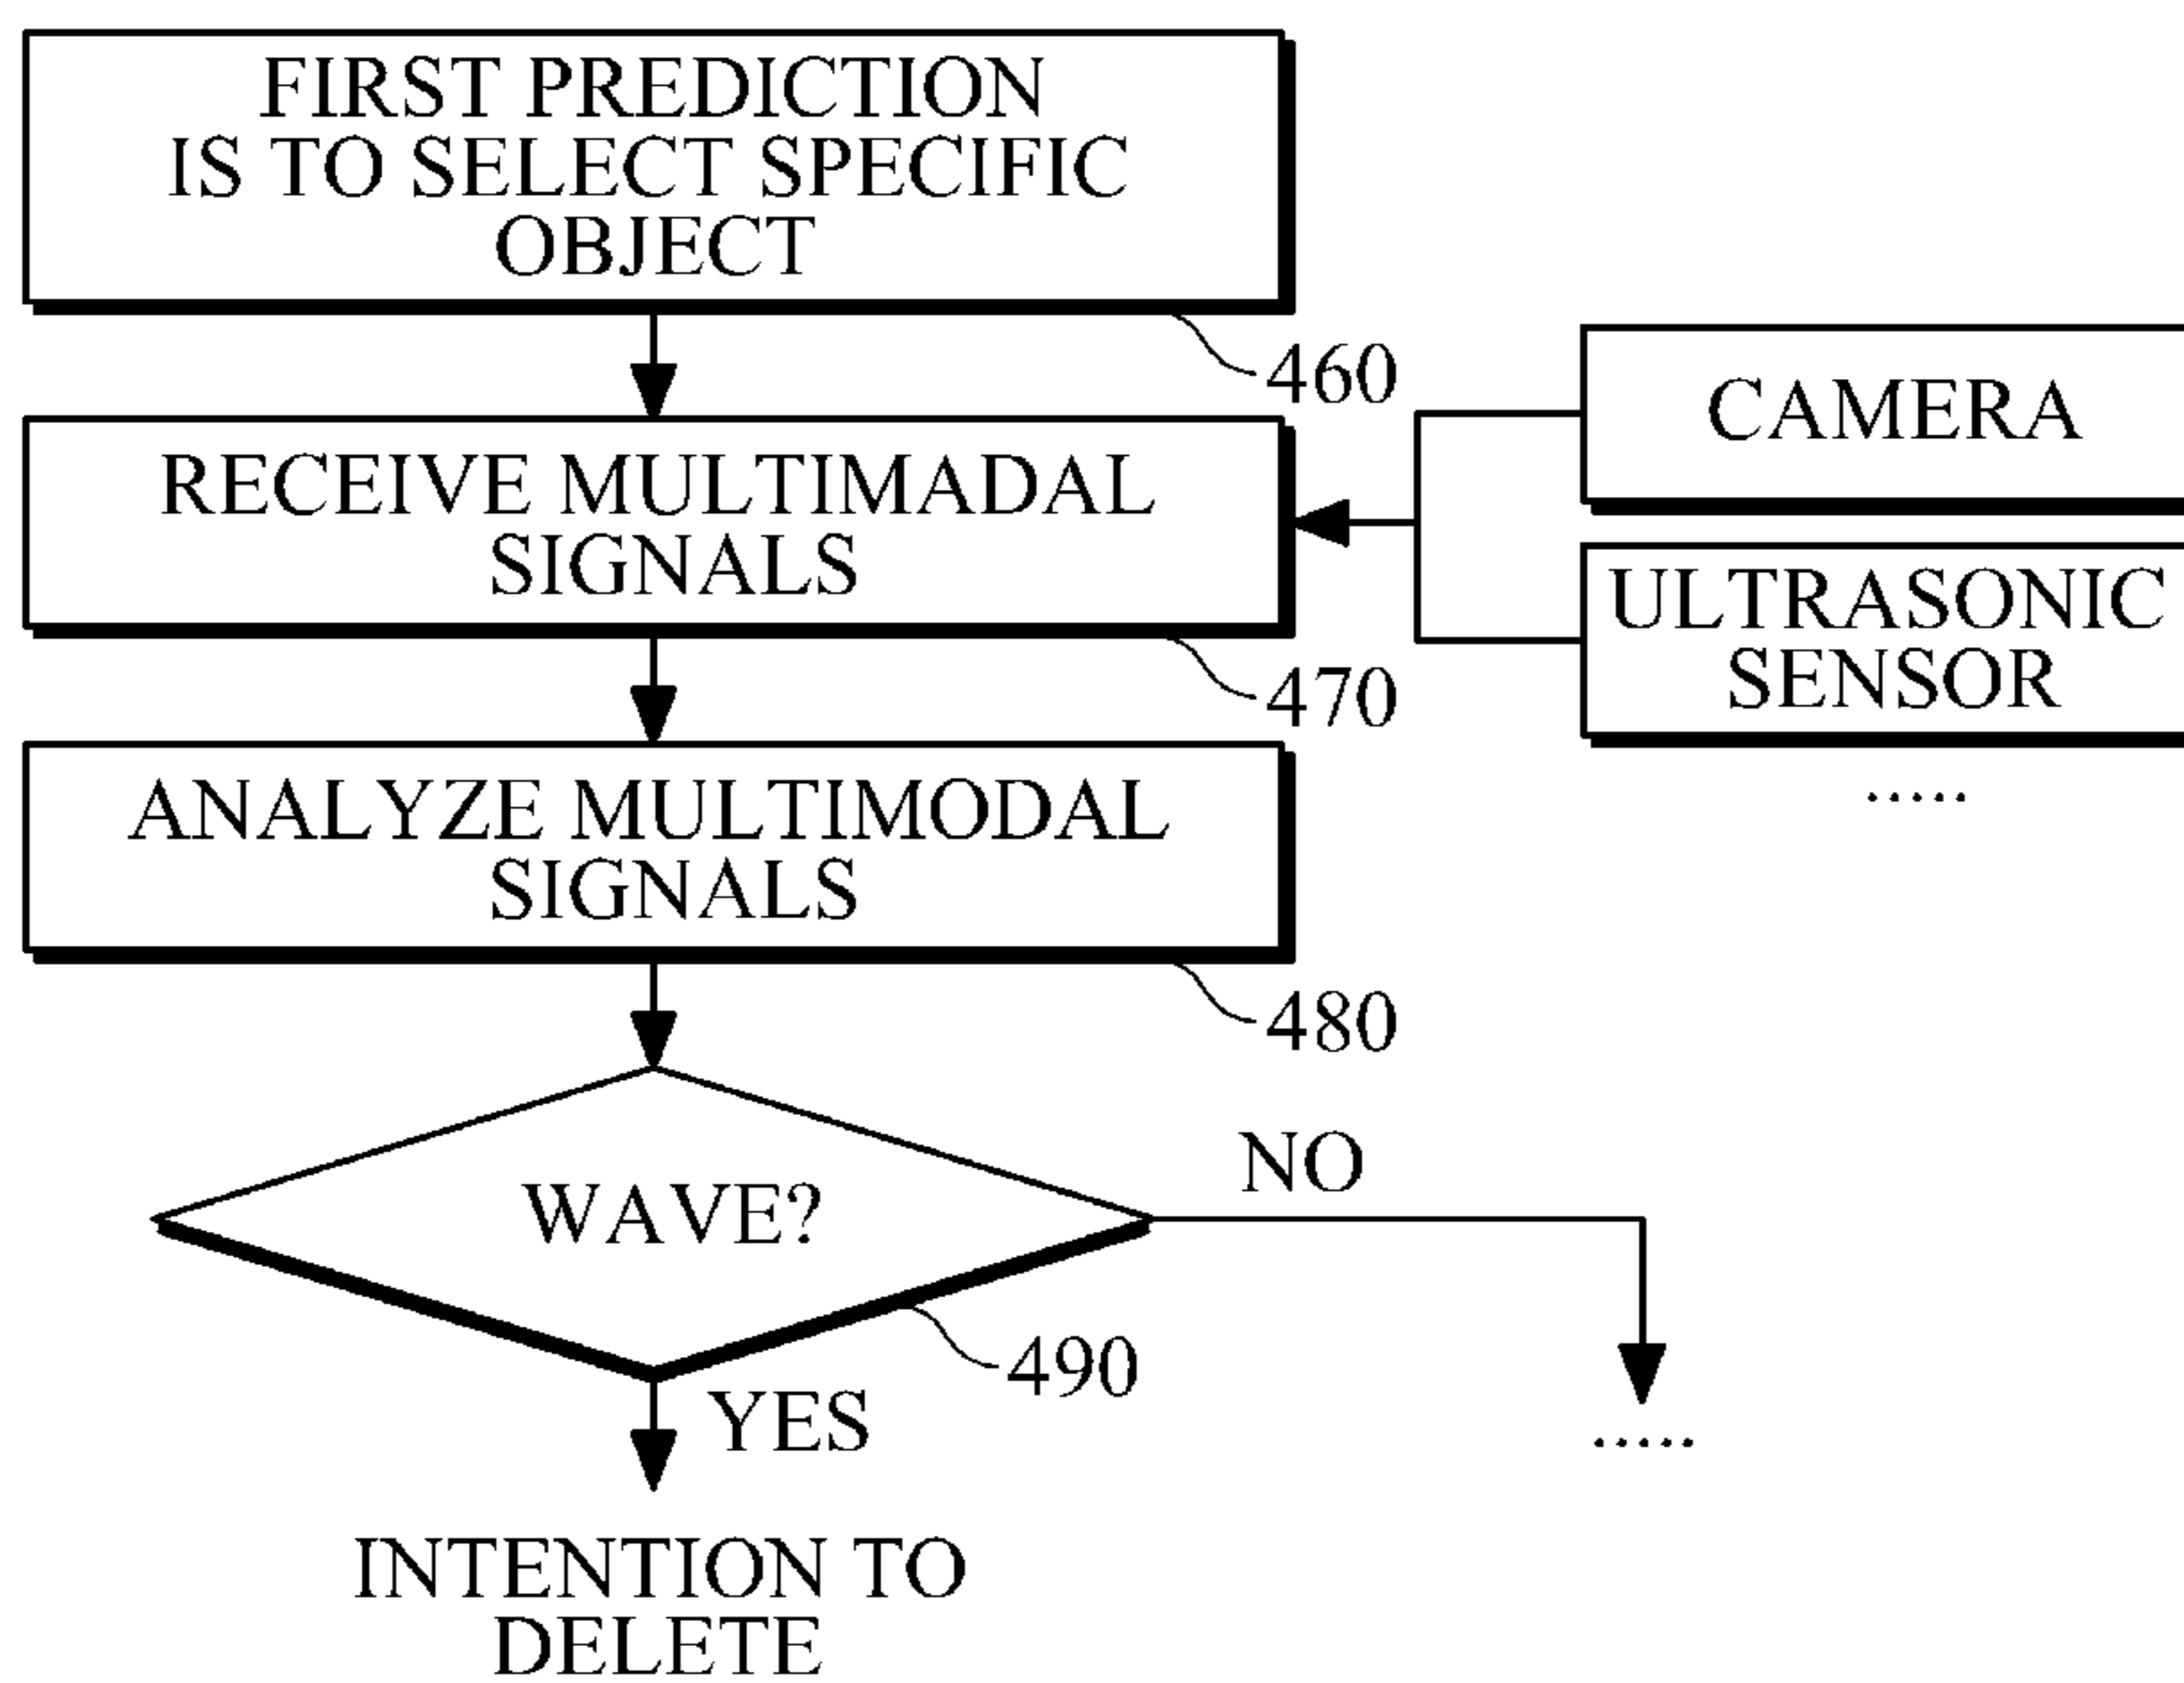 FIRST PREDICTION
IS TO SELECT SPECIFIC
OBJECT
460
CAMERA
RECEIVE MULTIMADAL
SIGNALS
470
ULTRASONIC
SENSOR
.....
ANALYZE MULTIMODAL
SIGNALS
480
WAVE?
NO
490
YES
.....
INTENTION TO
DELETE